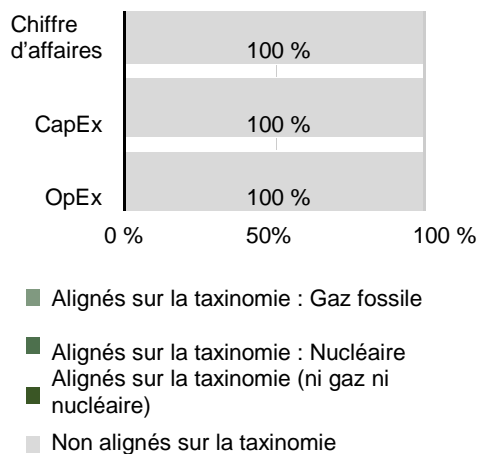 Chiffre
d'affaires
100 %
CapEx
100 %
OpEx
100 %
0 %
50%
100 %
Alignés sur la taxinomie : Gaz fossile
Alignés sur la taxinomie : Nucléaire
Alignés sur la taxinomie (ni gaz ni
nucléaire)
Non alignés sur la taxinomie